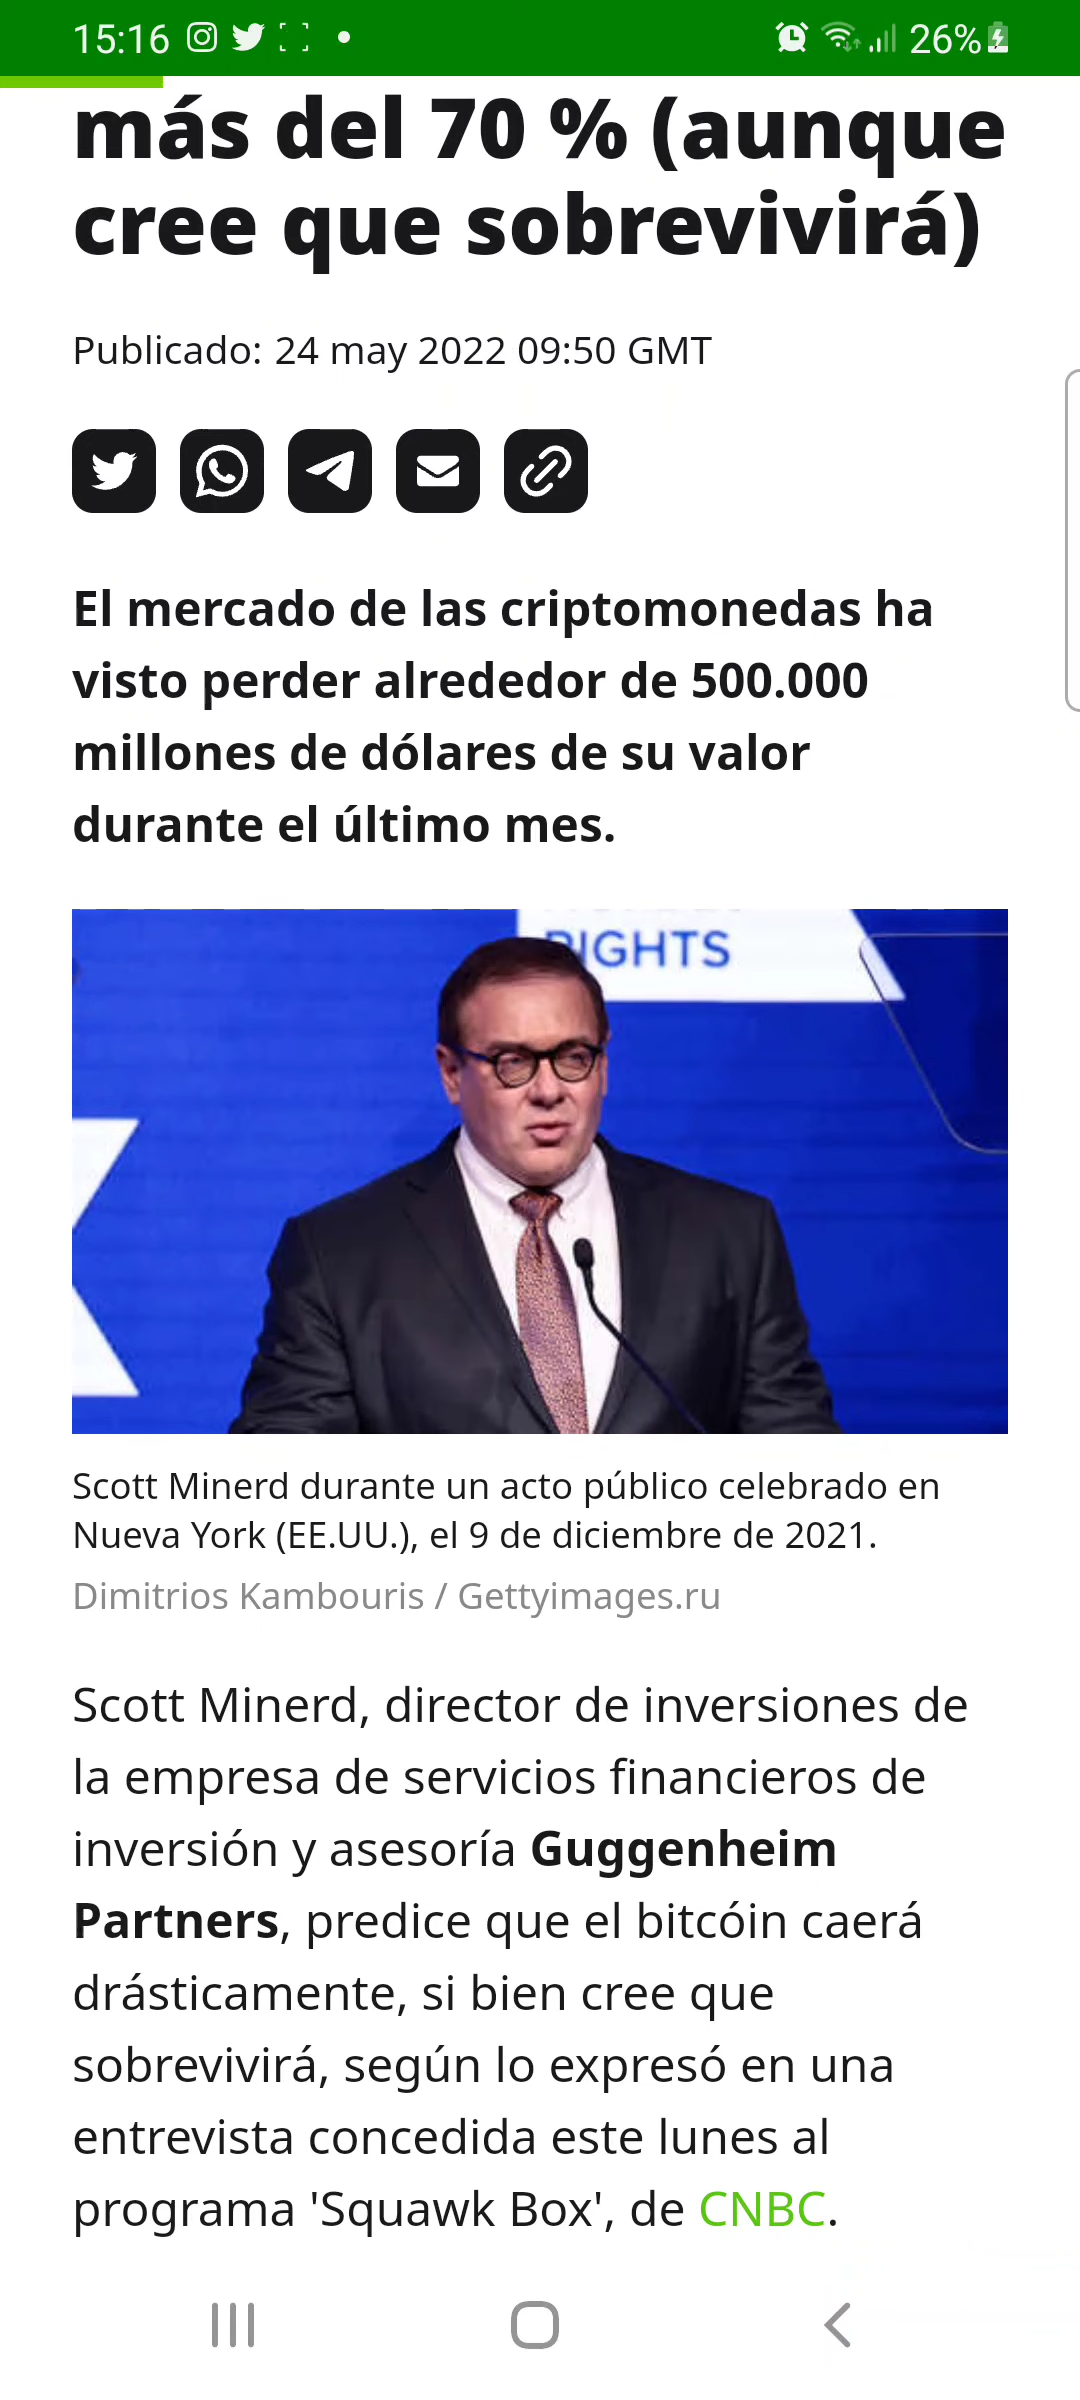 15:16
26%
más del 70 % (aunque
cree que sobrevivirá)
Publicado: 24 may 2022 09:50 GMT
El mercado de las criptomonedas ha
visto perder alrededor de 500.000
millones de dólares de su valor
durante el último mes.
RIGHTS
Scott Minerd durante un acto público celebrado en
Nueva York (EE.UU.), el 9 de diciembre de 2021.
Dimitrios Kambouris / Gettyimages.ru
Scott Minerd, director de inversiones de
la empresa de servicios financieros de
inversión y asesoría Guggenheim
Partners, predice que el bitcóin caerá
drásticamente, si bien cree que
sobrevivirá, según lo expresó en una
entrevista concedida este lunes al
programa 'Squawk Box', de CNBC.